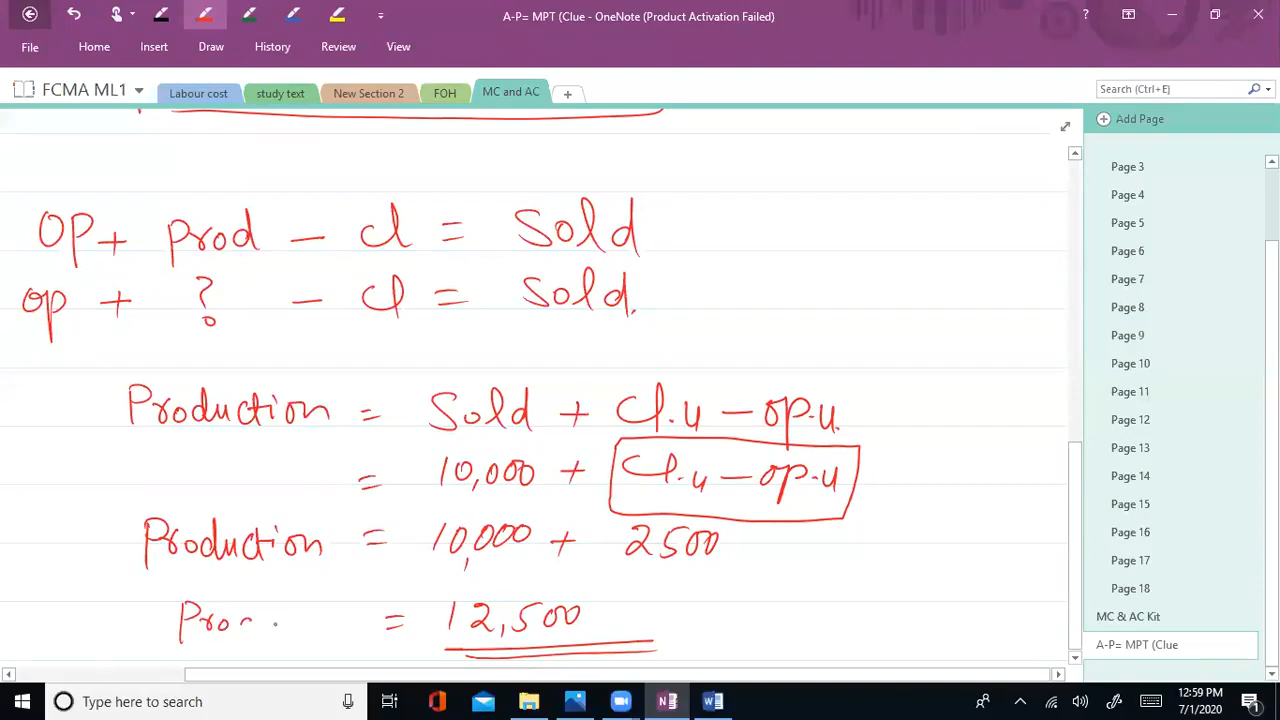 A-P= MPT (Clue - OneNote (Product Activation Failed)
File Home Insert Draw History Review View
FCMA ML1 Labour cost study text New Section 2 FOH MC and AC
Search (Ctrl+E)
Add Page
Page 3
Page 4
Page 5
Page 6
Page 7
Page 8
Page 9
Page 10
Page 11
Page 12
Page 13
Page 14
Page 15
Page 16
Page 17
Page 18
MC & AC Kit
A-P= MPT (Clue
OP + prod - Cl = Sold
op + ? - Cl = Sold.
Production = Sold + Cl.u - op.u.
= 10,000 + Cl.u - op.u
Production = 10,000 + 2500
Pro = 12,500
Type here to search
12:59 PM
7/1/2020